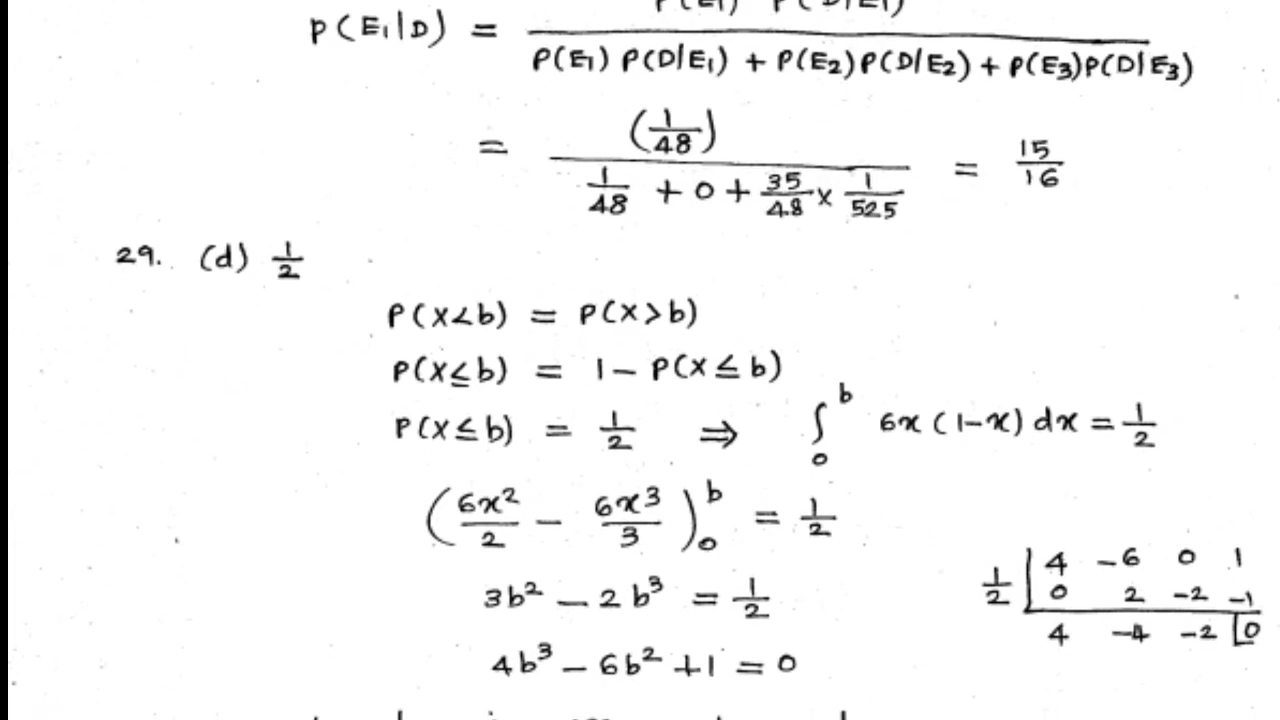 P(E₁|D) = P(E₁) P(D|E₁)
P(E₁) P(D|E₁) + P(E₂)P(D|E₂) + P(E₃)P(D|E₃)
= (1/48) / (1/48 + 0 + 35/48 × 1/525) = 15/16
29. (d) 1/2
P(X<b) = P(X>b)
P(X≤b) = 1 - P(X≤b)
P(X≤b) = 1/2 ⇒ ∫₀ᵇ 6x(1-x)dx = 1/2
(6x²/2 - 6x³/3)₀ᵇ = 1/2
3b² - 2b³ = 1/2
4b³ - 6b² + 1 = 0
1/2 | 4 -6 0 1
0 2 -2 -1
4 -4 -2 |0